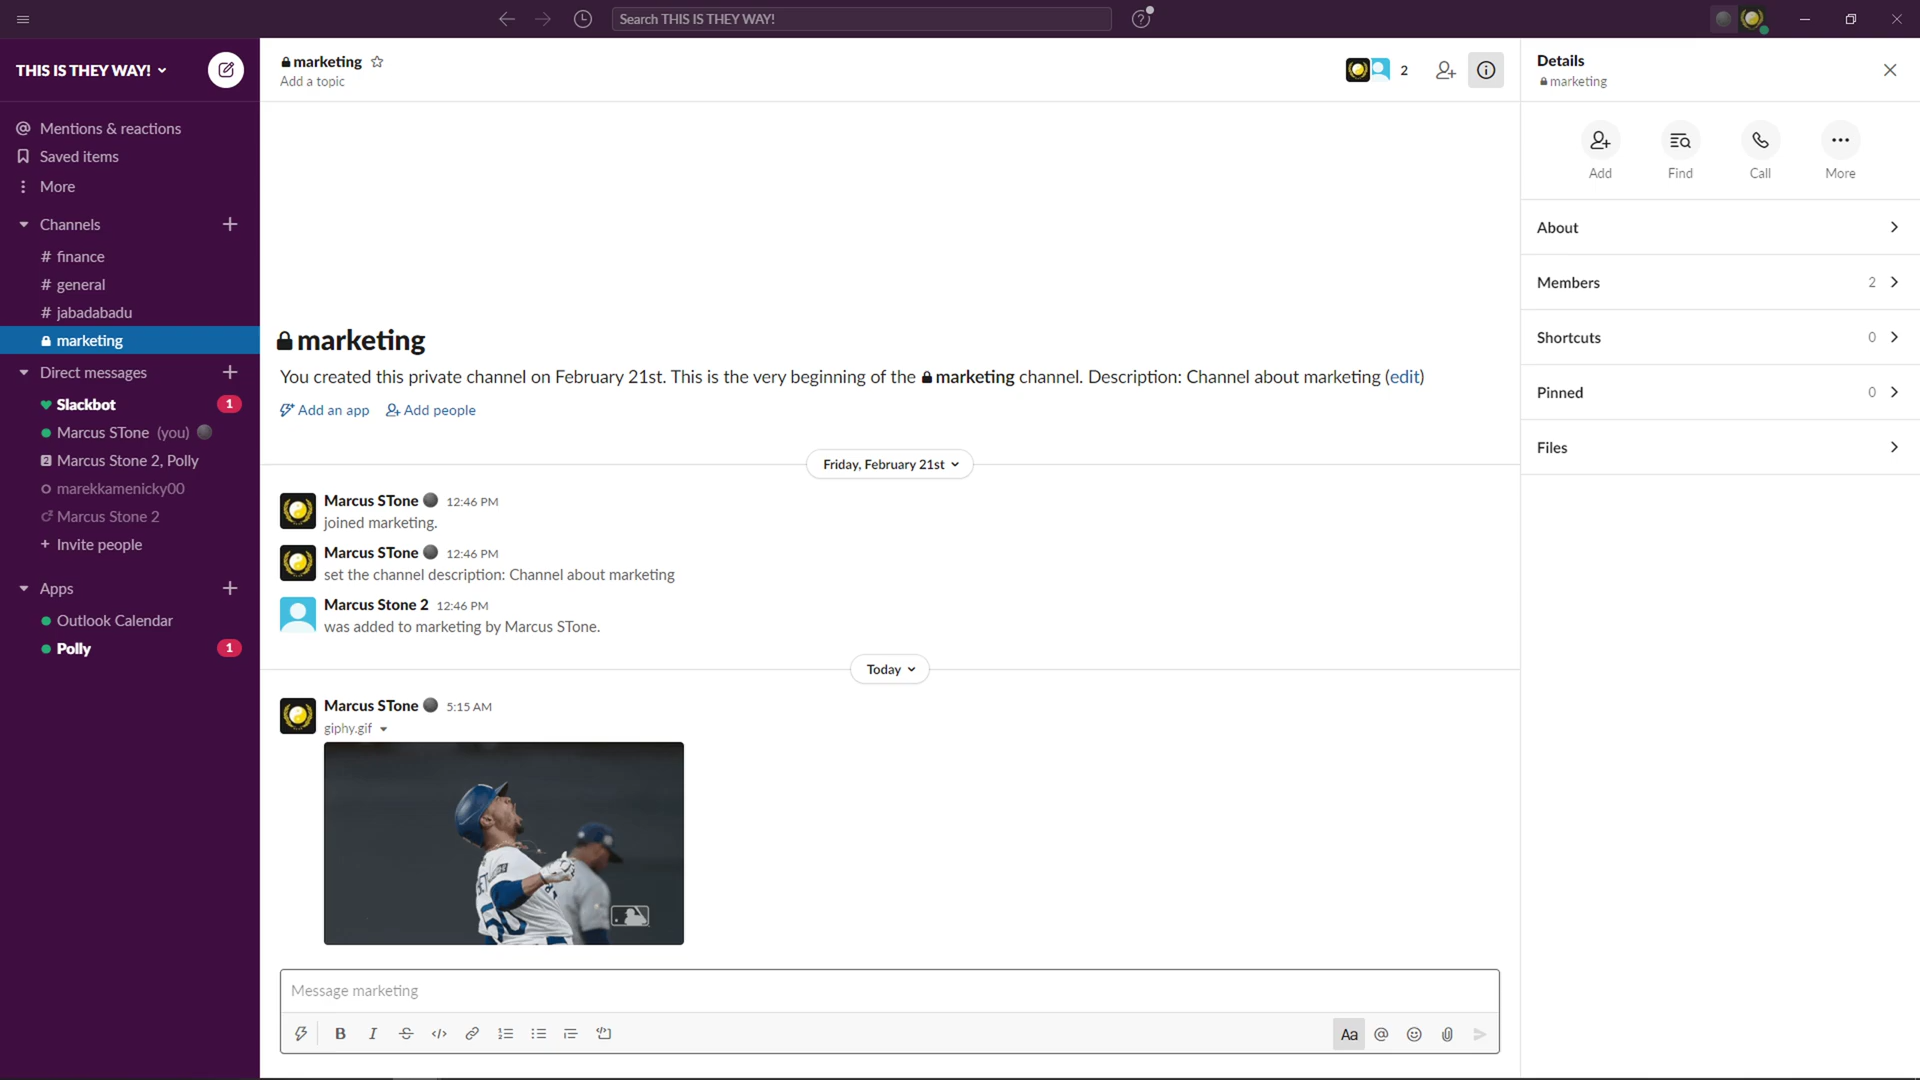 Search THIS IS THEY WAY!
THIS IS THEY WAY!
Mentions & reactions
Saved items
More
Channels
# finance
# general
# jabadabadu
marketing
Direct messages
Slackbot 1
Marcus STone (you)
2 Marcus Stone 2, Polly
marekkamenicky00
Marcus Stone 2
+ Invite people
Apps
Outlook Calendar
Polly 1
marketing
Add a topic
2
marketing
You created this private channel on February 21st. This is the very beginning of the marketing channel. Description: Channel about marketing (edit)
Add an app Add people
Friday, February 21st
Marcus STone 12:46 PM
joined marketing.
Marcus STone 12:46 PM
set the channel description: Channel about marketing
Marcus Stone 2 12:46 PM
was added to marketing by Marcus STone.
Today
Marcus STone 5:15 AM
giphy.gif
50
Message marketing
B I Aa @
Details
marketing
Add Find Call More
About
Members 2
Shortcuts 0
Pinned 0
Files